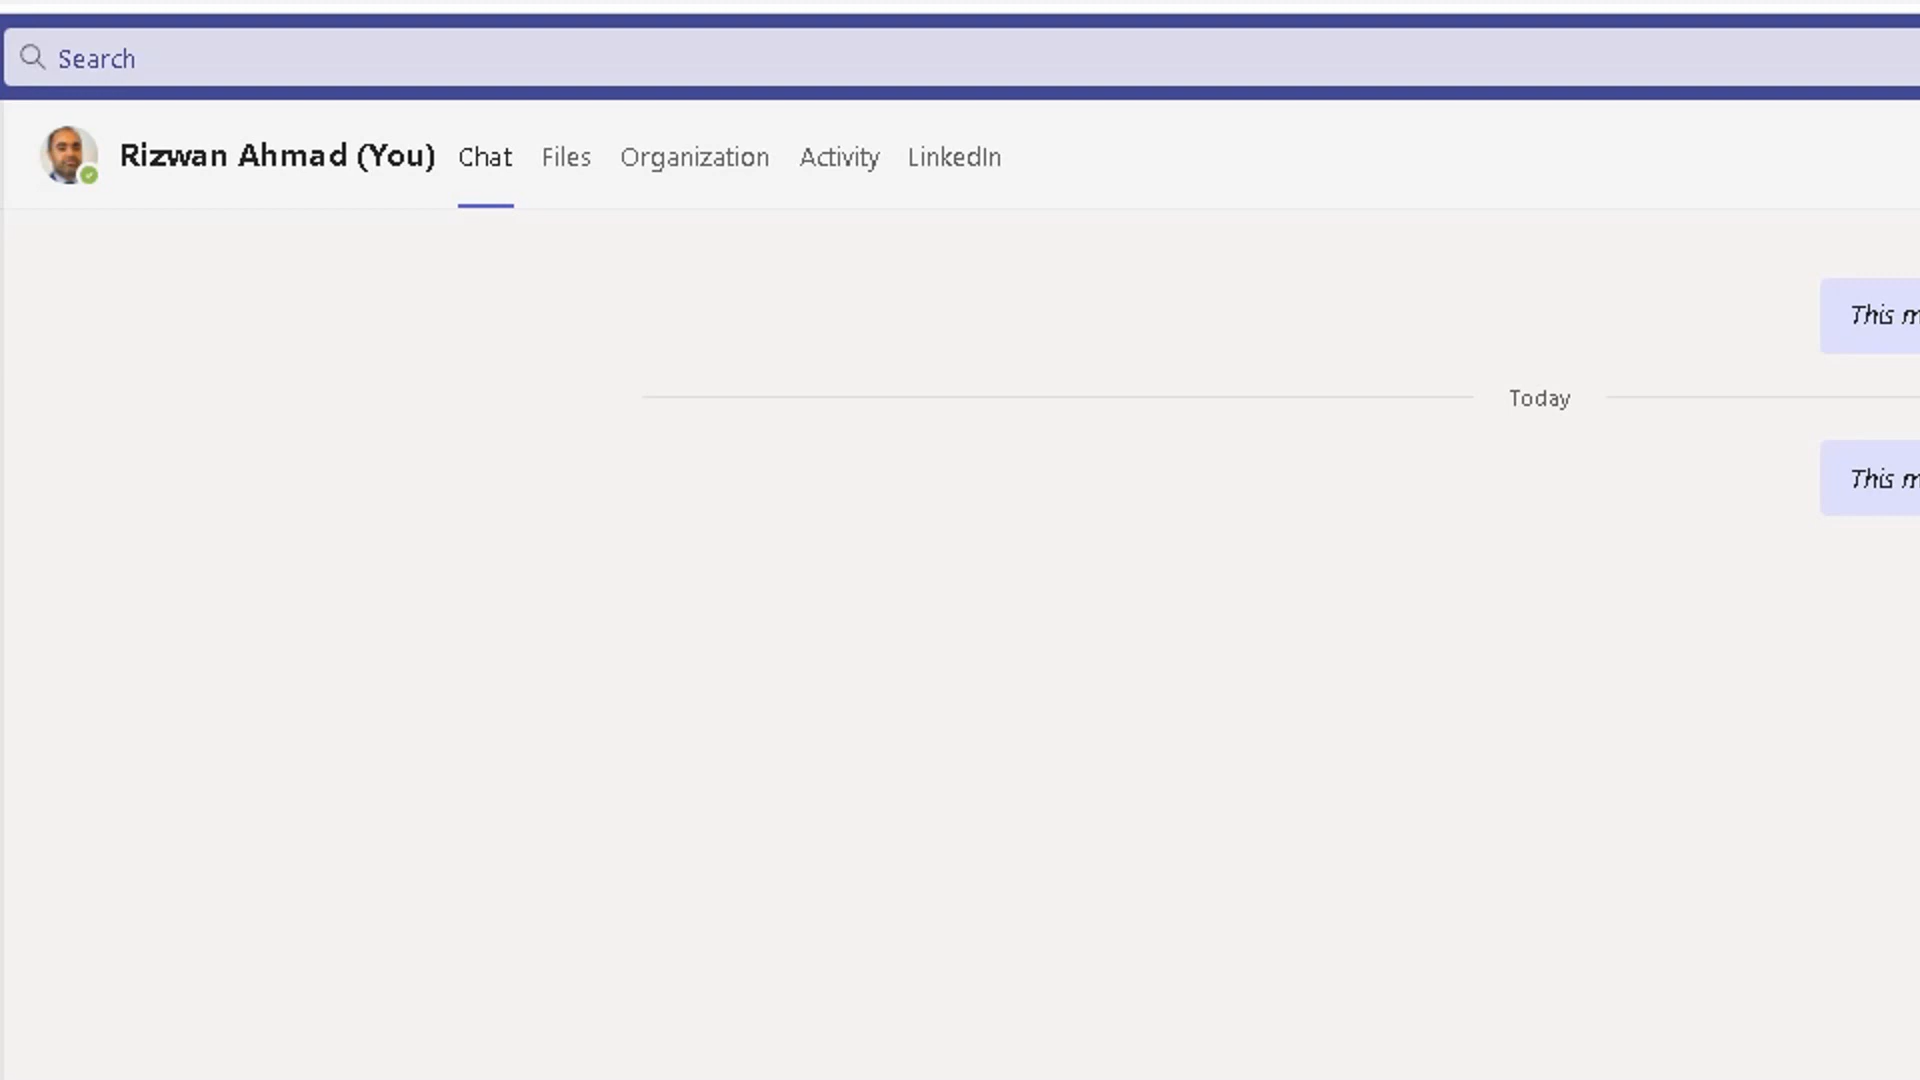 Search
Rizwan Ahmad (You) Chat Files Organization Activity LinkedIn
This
Today
This